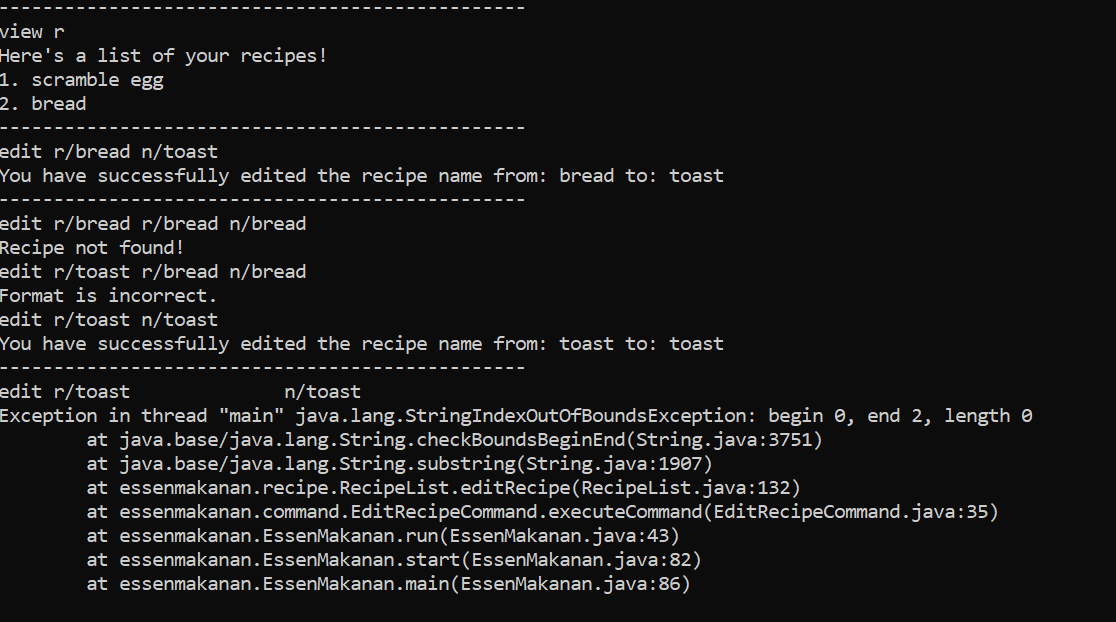 ------------------------------------------------
view r
Here's a list of your recipes!
1. scramble egg
2. bread
------------------------------------------------
edit r/bread n/toast
You have successfully edited the recipe name from: bread to: toast
------------------------------------------------
edit r/bread r/bread n/bread
Recipe not found!
edit r/toast r/bread n/bread
Format is incorrect.
edit r/toast n/toast
You have successfully edited the recipe name from: toast to: toast
------------------------------------------------
edit r/toast              n/toast
Exception in thread "main" java.lang.StringIndexOutOfBoundsException: begin 0, end 2, length 0
        at java.base/java.lang.String.checkBoundsBeginEnd(String.java:3751)
        at java.base/java.lang.String.substring(String.java:1907)
        at essenmakanan.recipe.RecipeList.editRecipe(RecipeList.java:132)
        at essenmakanan.command.EditRecipeCommand.executeCommand(EditRecipeCommand.java:35)
        at essenmakanan.EssenMakanan.run(EssenMakanan.java:43)
        at essenmakanan.EssenMakanan.start(EssenMakanan.java:82)
        at essenmakanan.EssenMakanan.main(EssenMakanan.java:86)